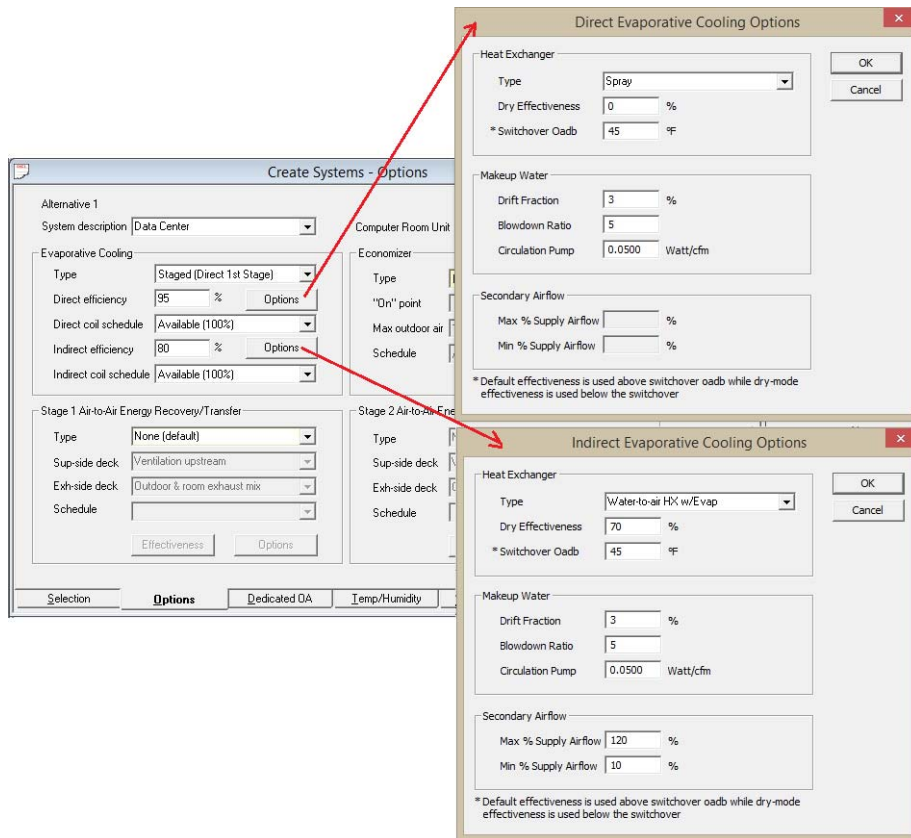 Direct Evaporative Cooling Options
Heat Exchanger
Type Spray
Dry Effectiveness 0 %
* Switchover Oadb 45 ºF
OK
Cancel
Makeup Water
Drift Fraction 3 %
Blowdown Ratio 5
Circulation Pump 0.0500 Watt/cfm
Secondary Airflow
Max % Supply Airflow %
Min % Supply Airflow %
* Default effectiveness is used above switchover oadb while dry-mode
effectiveness is used below the switchover
Create Systems - Options
Alternative 1
System description Data Center
Computer Room Unit
Evaporative Cooling
Type Staged (Direct 1st Stage)
Direct efficiency 95 % Options
Direct coil schedule Available (100%)
Indirect efficiency 80 % Options
Indirect coil schedule Available (100%)
Economizer
Type
"On" point
Max outdoor air
Schedule
Stage 1 Air-to-Air Energy Recovery/Transfer
Type None (default)
Sup-side deck Ventilation upstream
Exh-side deck Outdoor & room exhaust mix
Schedule
Effectiveness Options
Stage 2 Air-to-Air Ene
Type
Sup-side deck
Exh-side deck
Schedule
Selection Options Dedicated OA Temp/Humidity
Indirect Evaporative Cooling Options
Heat Exchanger
Type Water-to-air HX w/Evap
Dry Effectiveness 70 %
* Switchover Oadb 45 ºF
OK
Cancel
Makeup Water
Drift Fraction 3 %
Blowdown Ratio 5
Circulation Pump 0.0500 Watt/cfm
Secondary Airflow
Max % Supply Airflow 120 %
Min % Supply Airflow 10 %
* Default effectiveness is used above switchover oadb while dry-mode
effectiveness is used below the switchover